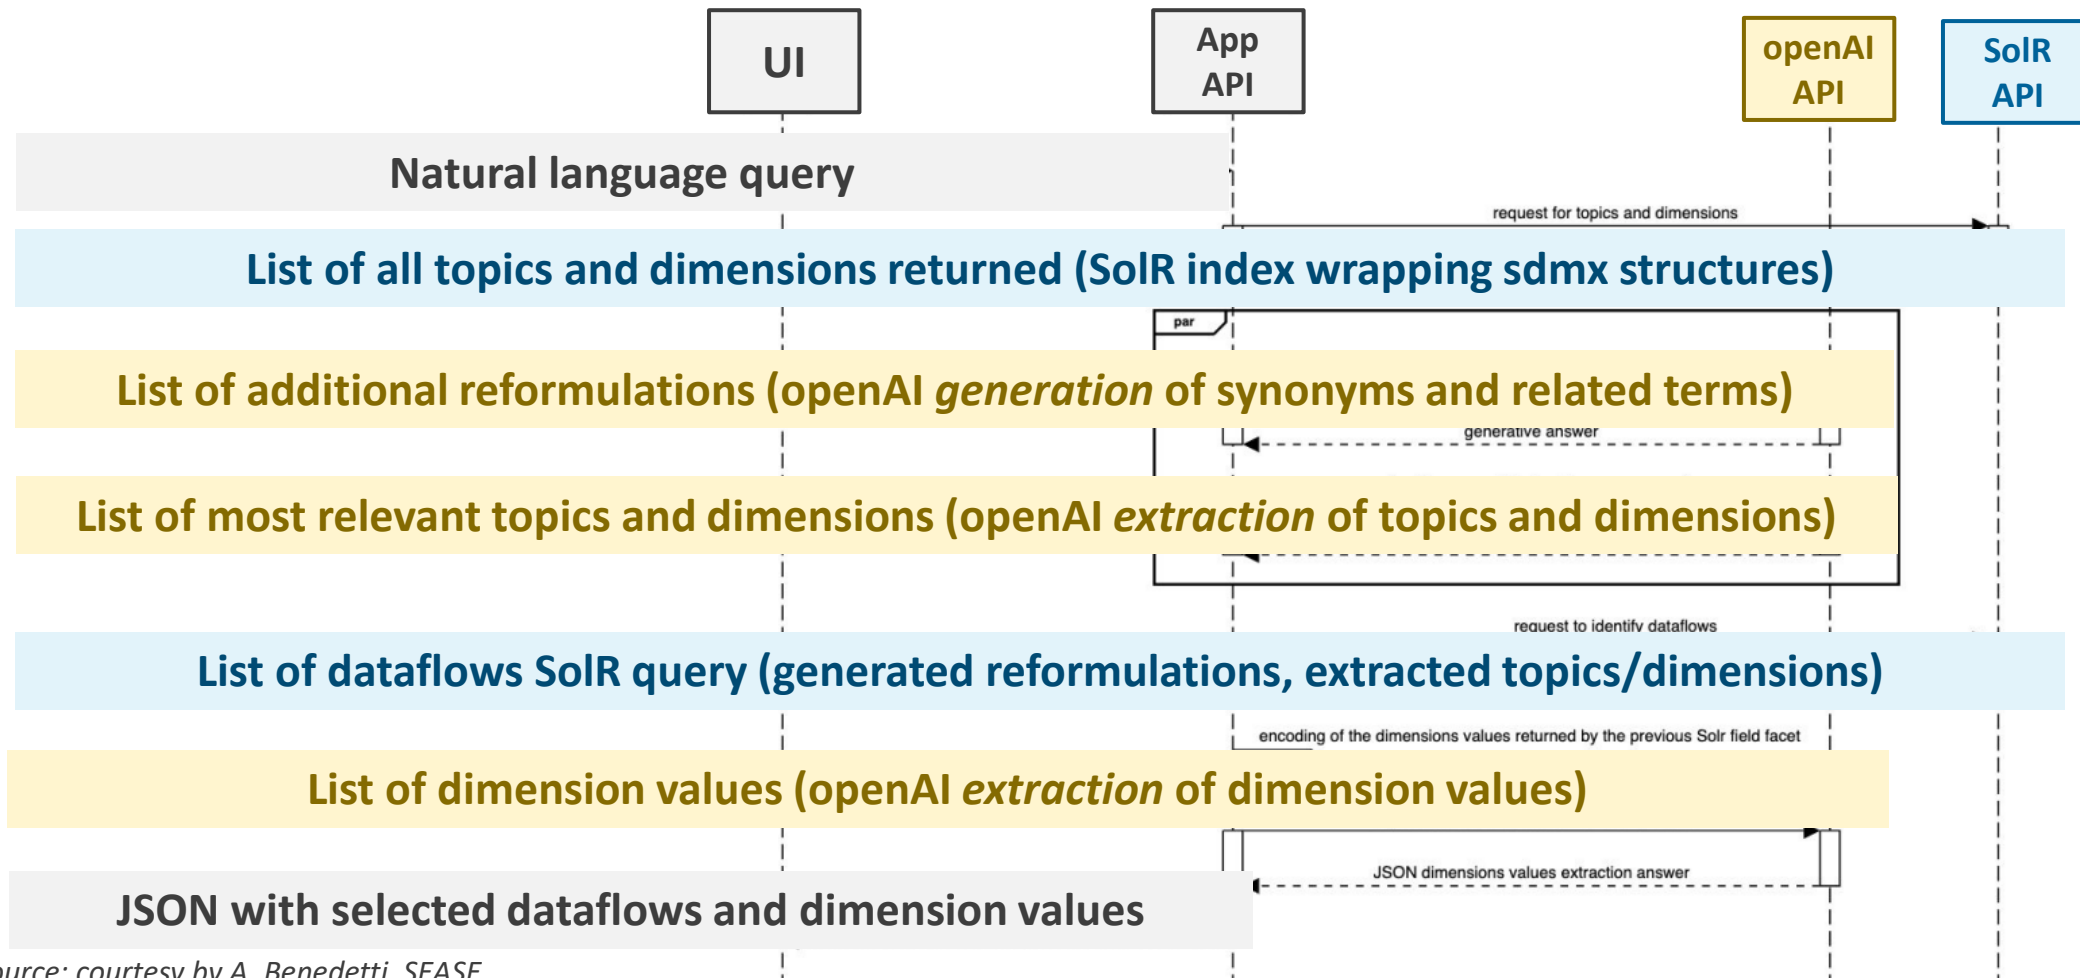 UI
App
API
openAI
API
SolR
API
Natural language query
request for topics and dimensions
List of all topics and dimensions returned (SolR index wrapping sdmx structures)
par
List of additional reformulations (openAI generation of synonyms and related terms)
generative answer
List of most relevant topics and dimensions (openAI extraction of topics and dimensions)
request to identify dataflows
List of dataflows SolR query (generated reformulations, extracted topics/dimensions)
encoding of the dimensions values returned by the previous Solr field facet
List of dimension values (openAI extraction of dimension values)
JSON dimensions values extraction answer
JSON with selected dataflows and dimension values
ource: courtesy by A. Benedetti, SEASE